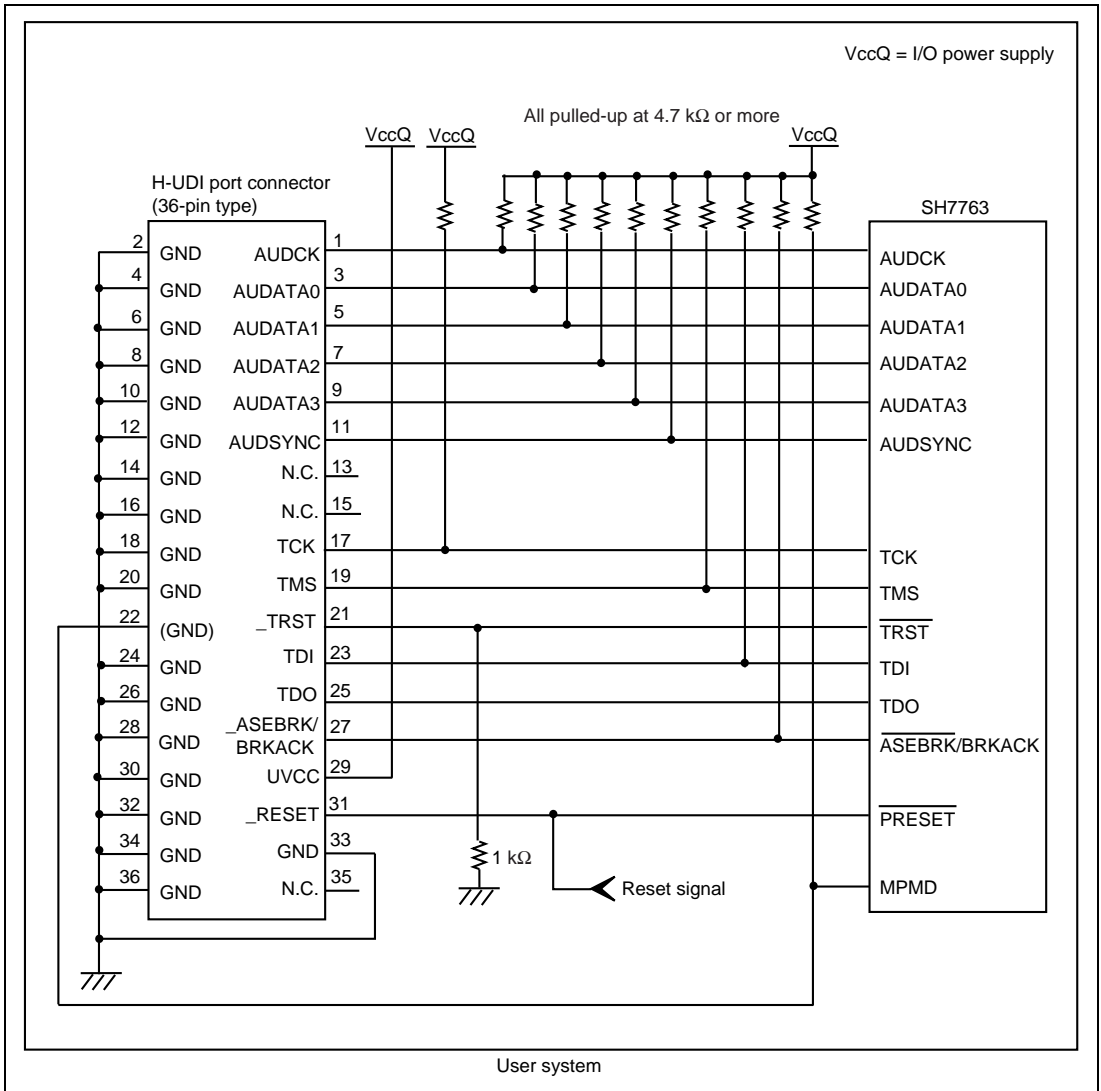 VccQ = I/O power supply
All pulled-up at 4.7 kΩ or more
VccQ VccQ VccQ
H-UDI port connector
(36-pin type)
SH7763
2 GND AUDCK 1 AUDCK
4 GND AUDATA0 3 AUDATA0
6 GND AUDATA1 5 AUDATA1
8 GND AUDATA2 7 AUDATA2
10 GND AUDATA3 9 AUDATA3
12 GND AUDSYNC 11 AUDSYNC
14 GND N.C. 13
16 GND N.C. 15
18 GND TCK 17 TCK
20 GND TMS 19 TMS
22 (GND) _TRST 21 TRST
24 GND TDI 23 TDI
26 GND TDO 25 TDO
28 GND _ASEBRK/ 27 ASEBRK/BRKACK
BRKACK
30 GND UVCC 29
32 GND _RESET 31 PRESET
34 GND GND 33
1 kΩ
36 GND N.C. 35 Reset signal MPMD
User system